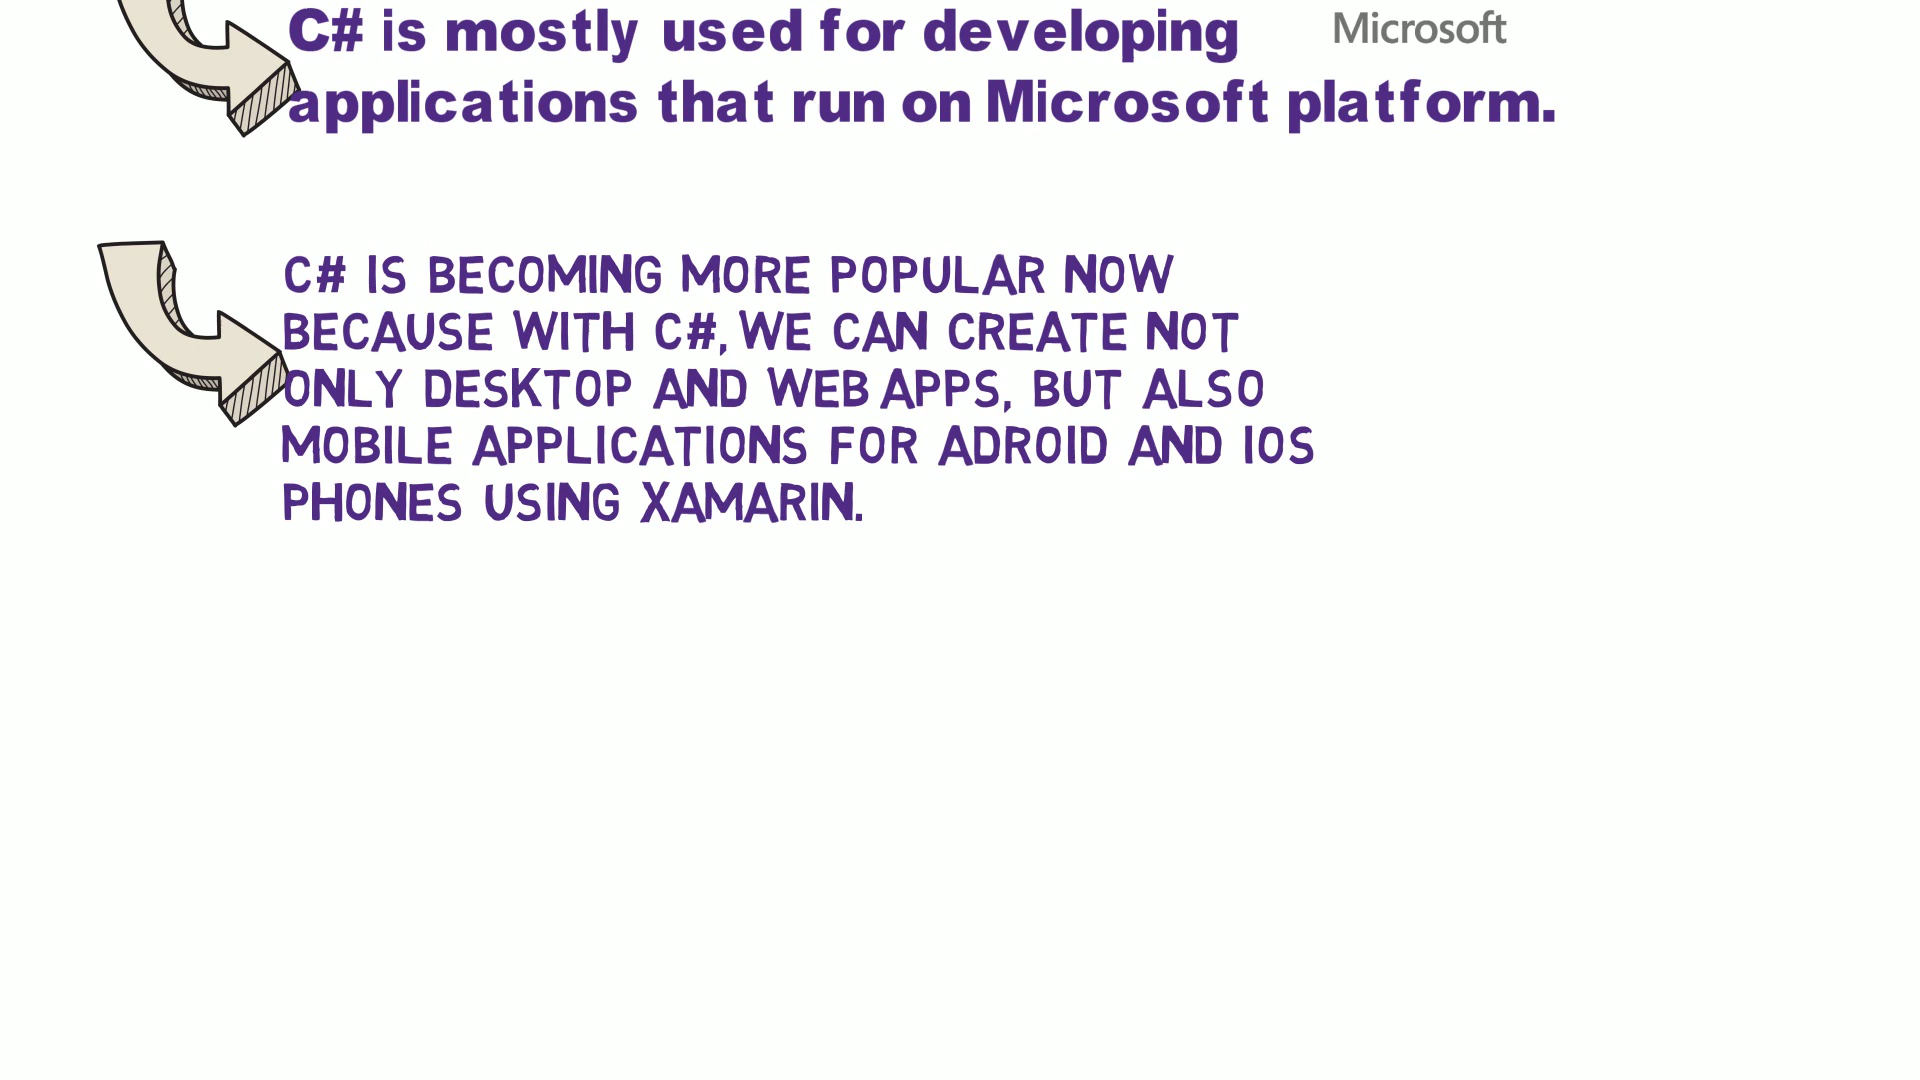 C# is mostly used for developing
Microsoft
applications that run on Microsoft platform.
C# IS BECOMING MORE POPULAR NOW
BECAUSE WITH C#, WE CAN CREATE NOT
ONLY DESKTOP AND WEB APPS, BUT ALSO
MOBILE APPLICATIONS FOR ADROID AND IOS
PHONES USING XAMARIN.